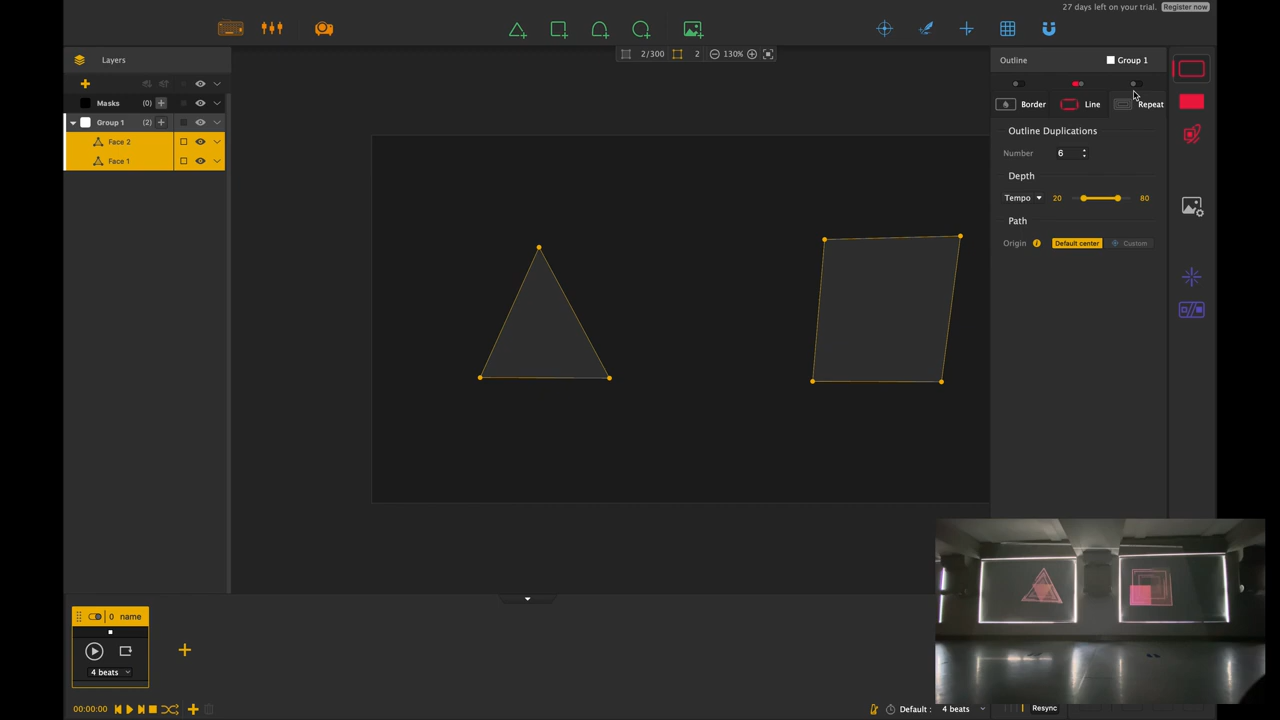 27 days left on your trial. Register now
Layers
2/300 2 130%
Outline Group 1
Masks (0)
Border Line Repeat
Group 1 (2)
Outline Duplications
Face 2
Number 6
Face 1
Depth
Tempo 20 80
Path
Origin Default center Custom
0 name
4 beats
00:00:00
Default : 4 beats Resync